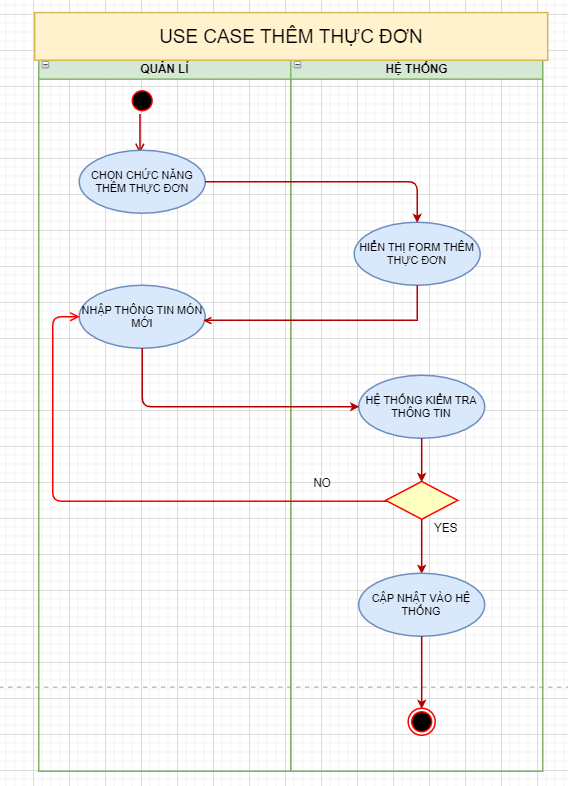 USE CASE THÊM THỰC ĐƠN
QUẢN LÍ
HỆ THỐNG
CHỌN CHỨC NĂNG
THÊM THỰC ĐƠN
HIỂN THỊ FORM THÊM
THỰC ĐƠN
NHẬP THÔNG TIN MÓN
MỚI
HỆ THỐNG KIỂM TRA
THÔNG TIN
NO
YES
CẬP NHẬT VÀO HỆ
THỐNG